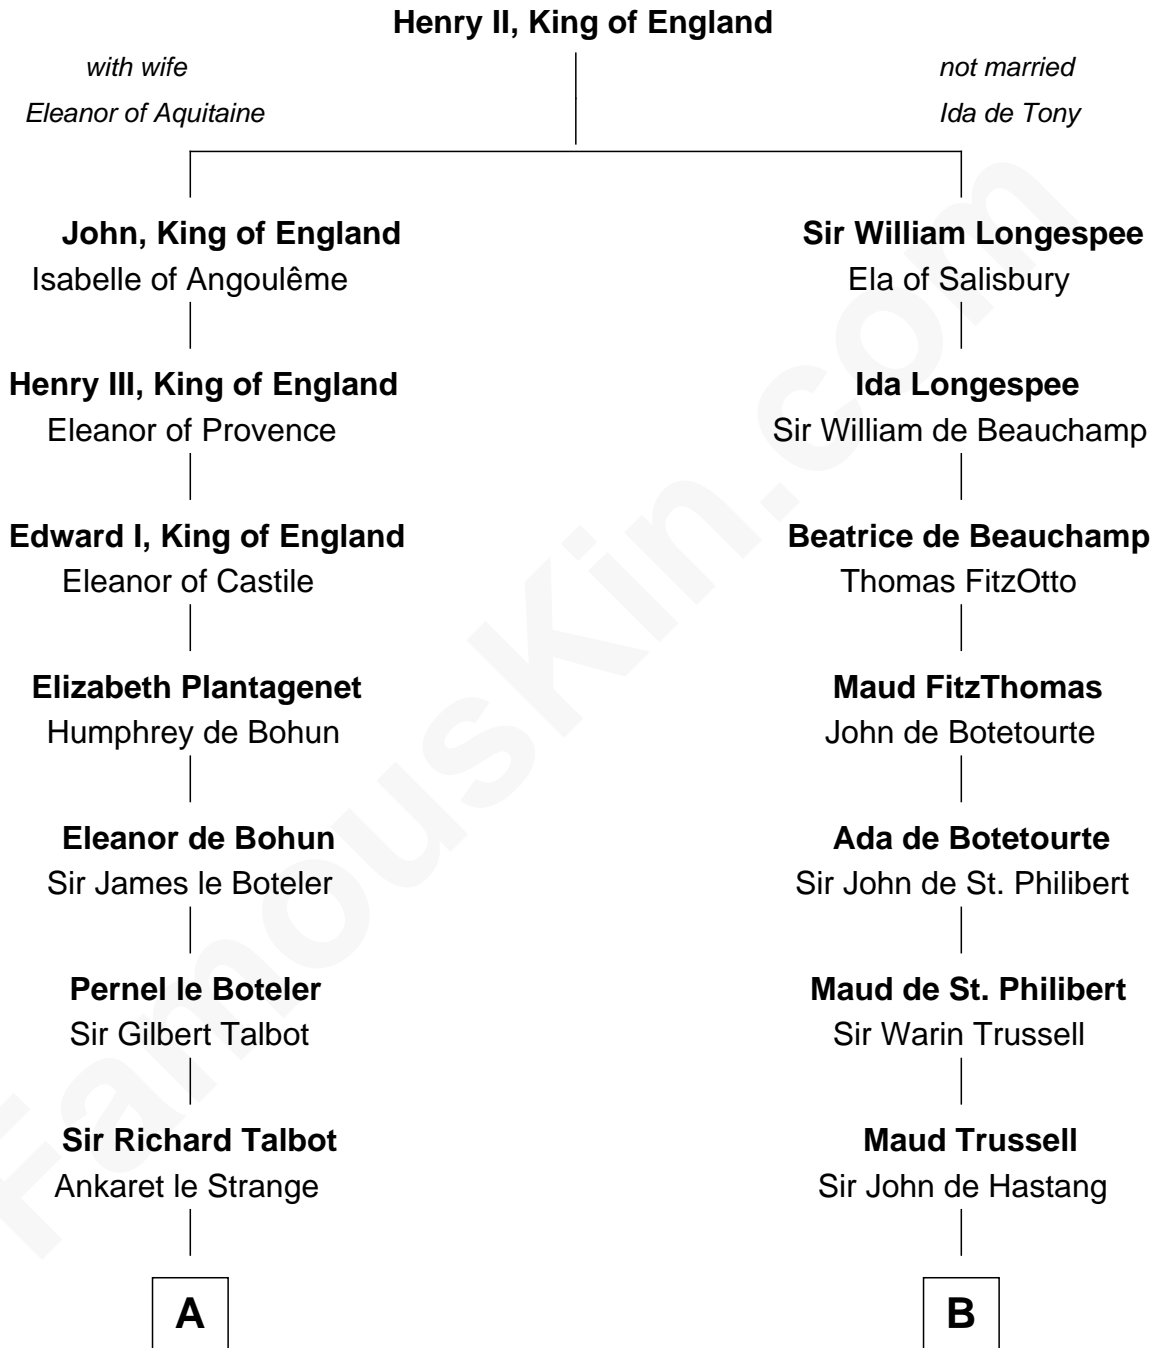 Henry II, King of England
with wife
Eleanor of Aquitaine
not married
Ida de Tony
John, King of England
Isabelle of Angoulême
Sir William Longespee
Ela of Salisbury
Henry III, King of England
Eleanor of Provence
Ida Longespee
Sir William de Beauchamp
Edward I, King of England
Eleanor of Castile
Beatrice de Beauchamp
Thomas FitzOtto
Elizabeth Plantagenet
Humphrey de Bohun
Maud FitzThomas
John de Botetourte
Eleanor de Bohun
Sir James le Boteler
Ada de Botetourte
Sir John de St. Philibert
Pernel le Boteler
Sir Gilbert Talbot
Maud de St. Philibert
Sir Warin Trussell
Sir Richard Talbot
Ankaret le Strange
Maud Trussell
Sir John de Hastang
A
B
FamousKin.com